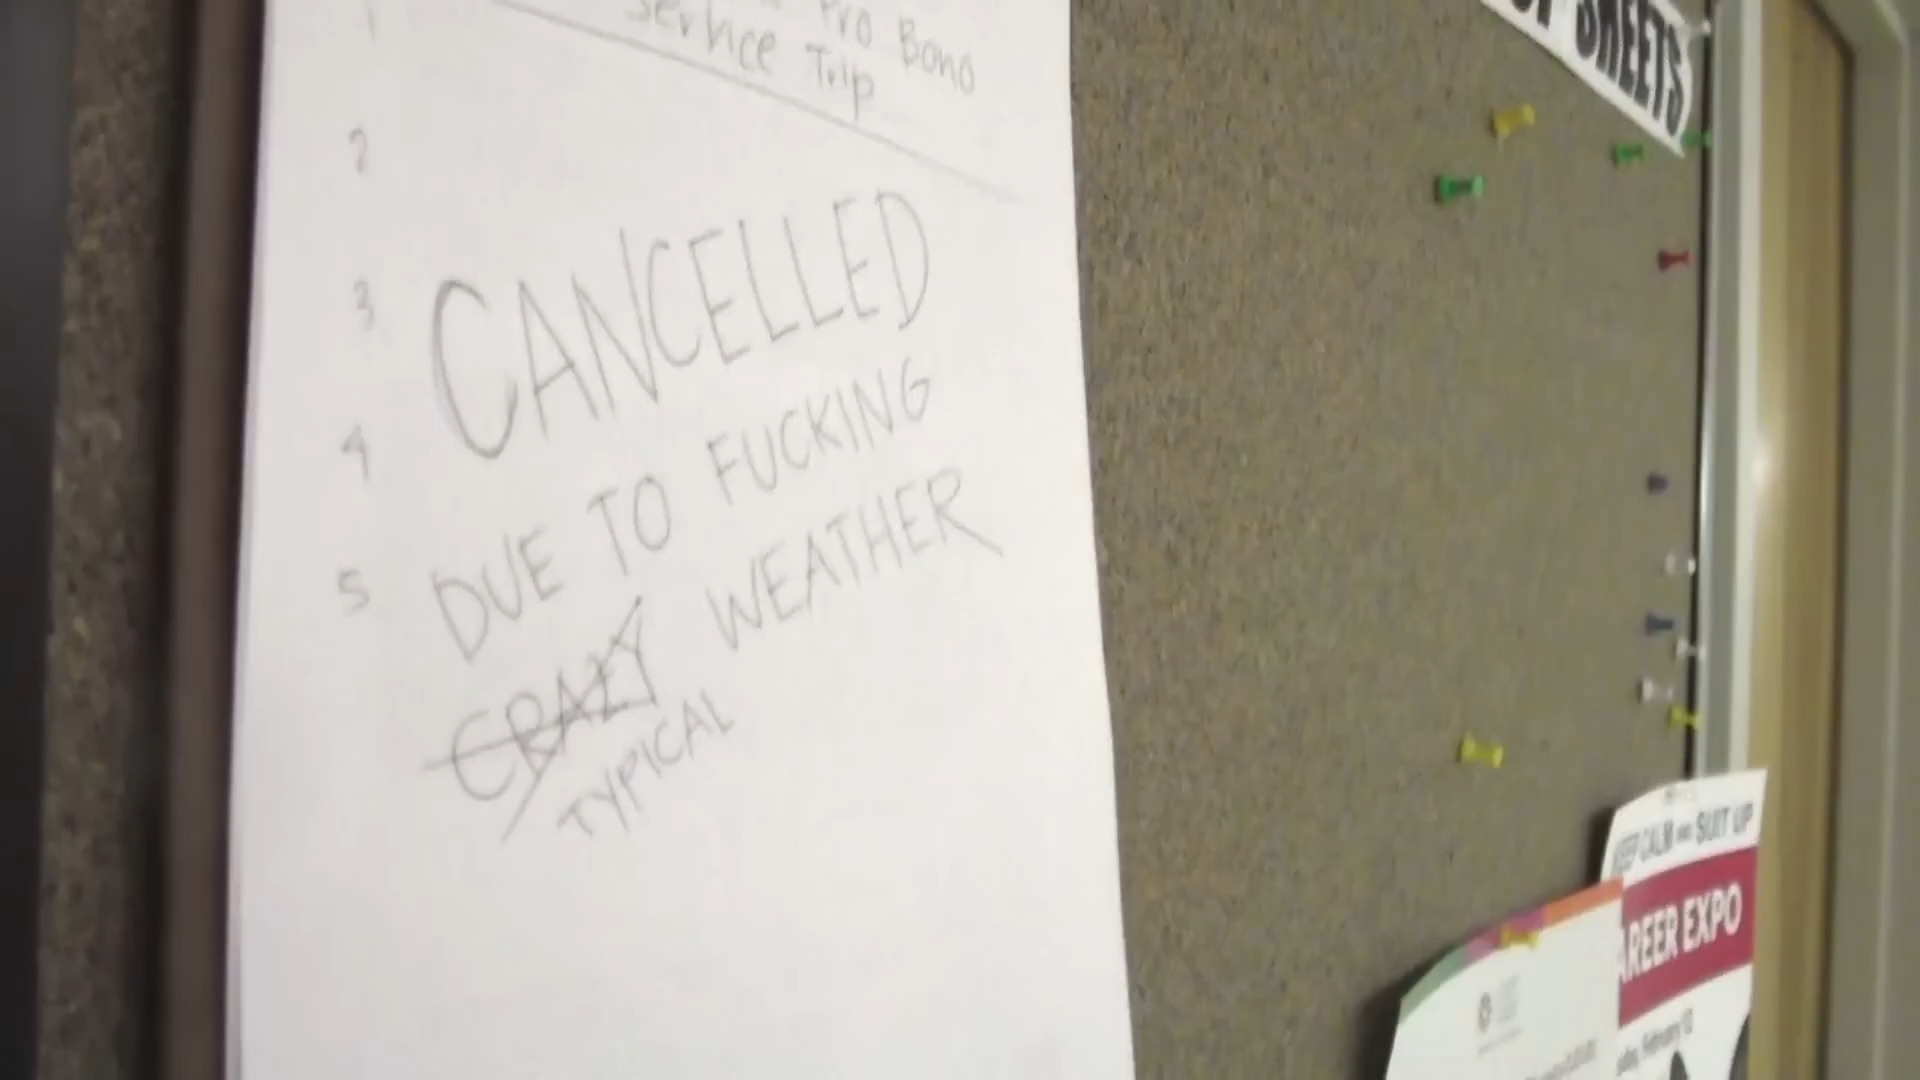 1
Pro Bono
Service Trip
2
3
4
5
CANCELLED
DUE TO FUCKING
CRAZY WEATHER
TYPICAL
SHEETS
KEEP CALM AND SUIT UP
AREER EXPO